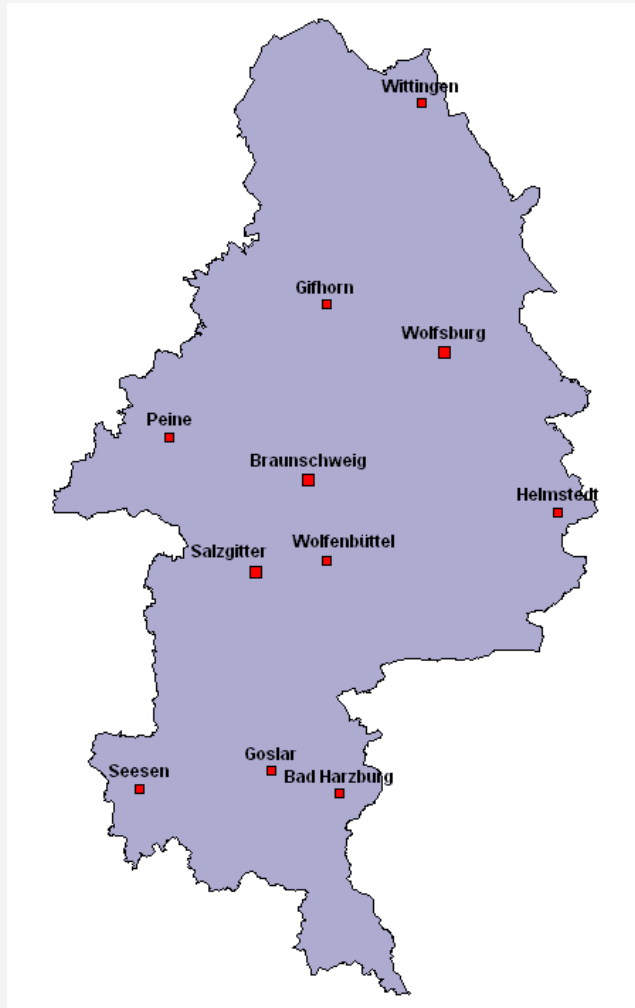 Wittingen
Gifhorn
Wolfsburg
Peine
Braunschweig
Helmstedt
Wolfenbüttel
Salzgitter
Goslar
Seesen
Bad Harzburg